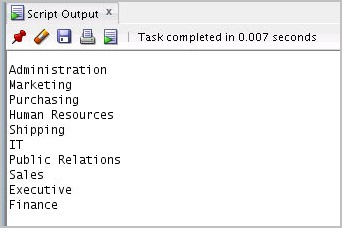 Script Output x
Task completed in 0.007 seconds
Administration
Marketing
Purchasing
Human Resources
Shipping
IT
Public Relations
Sales
Executive
Finance